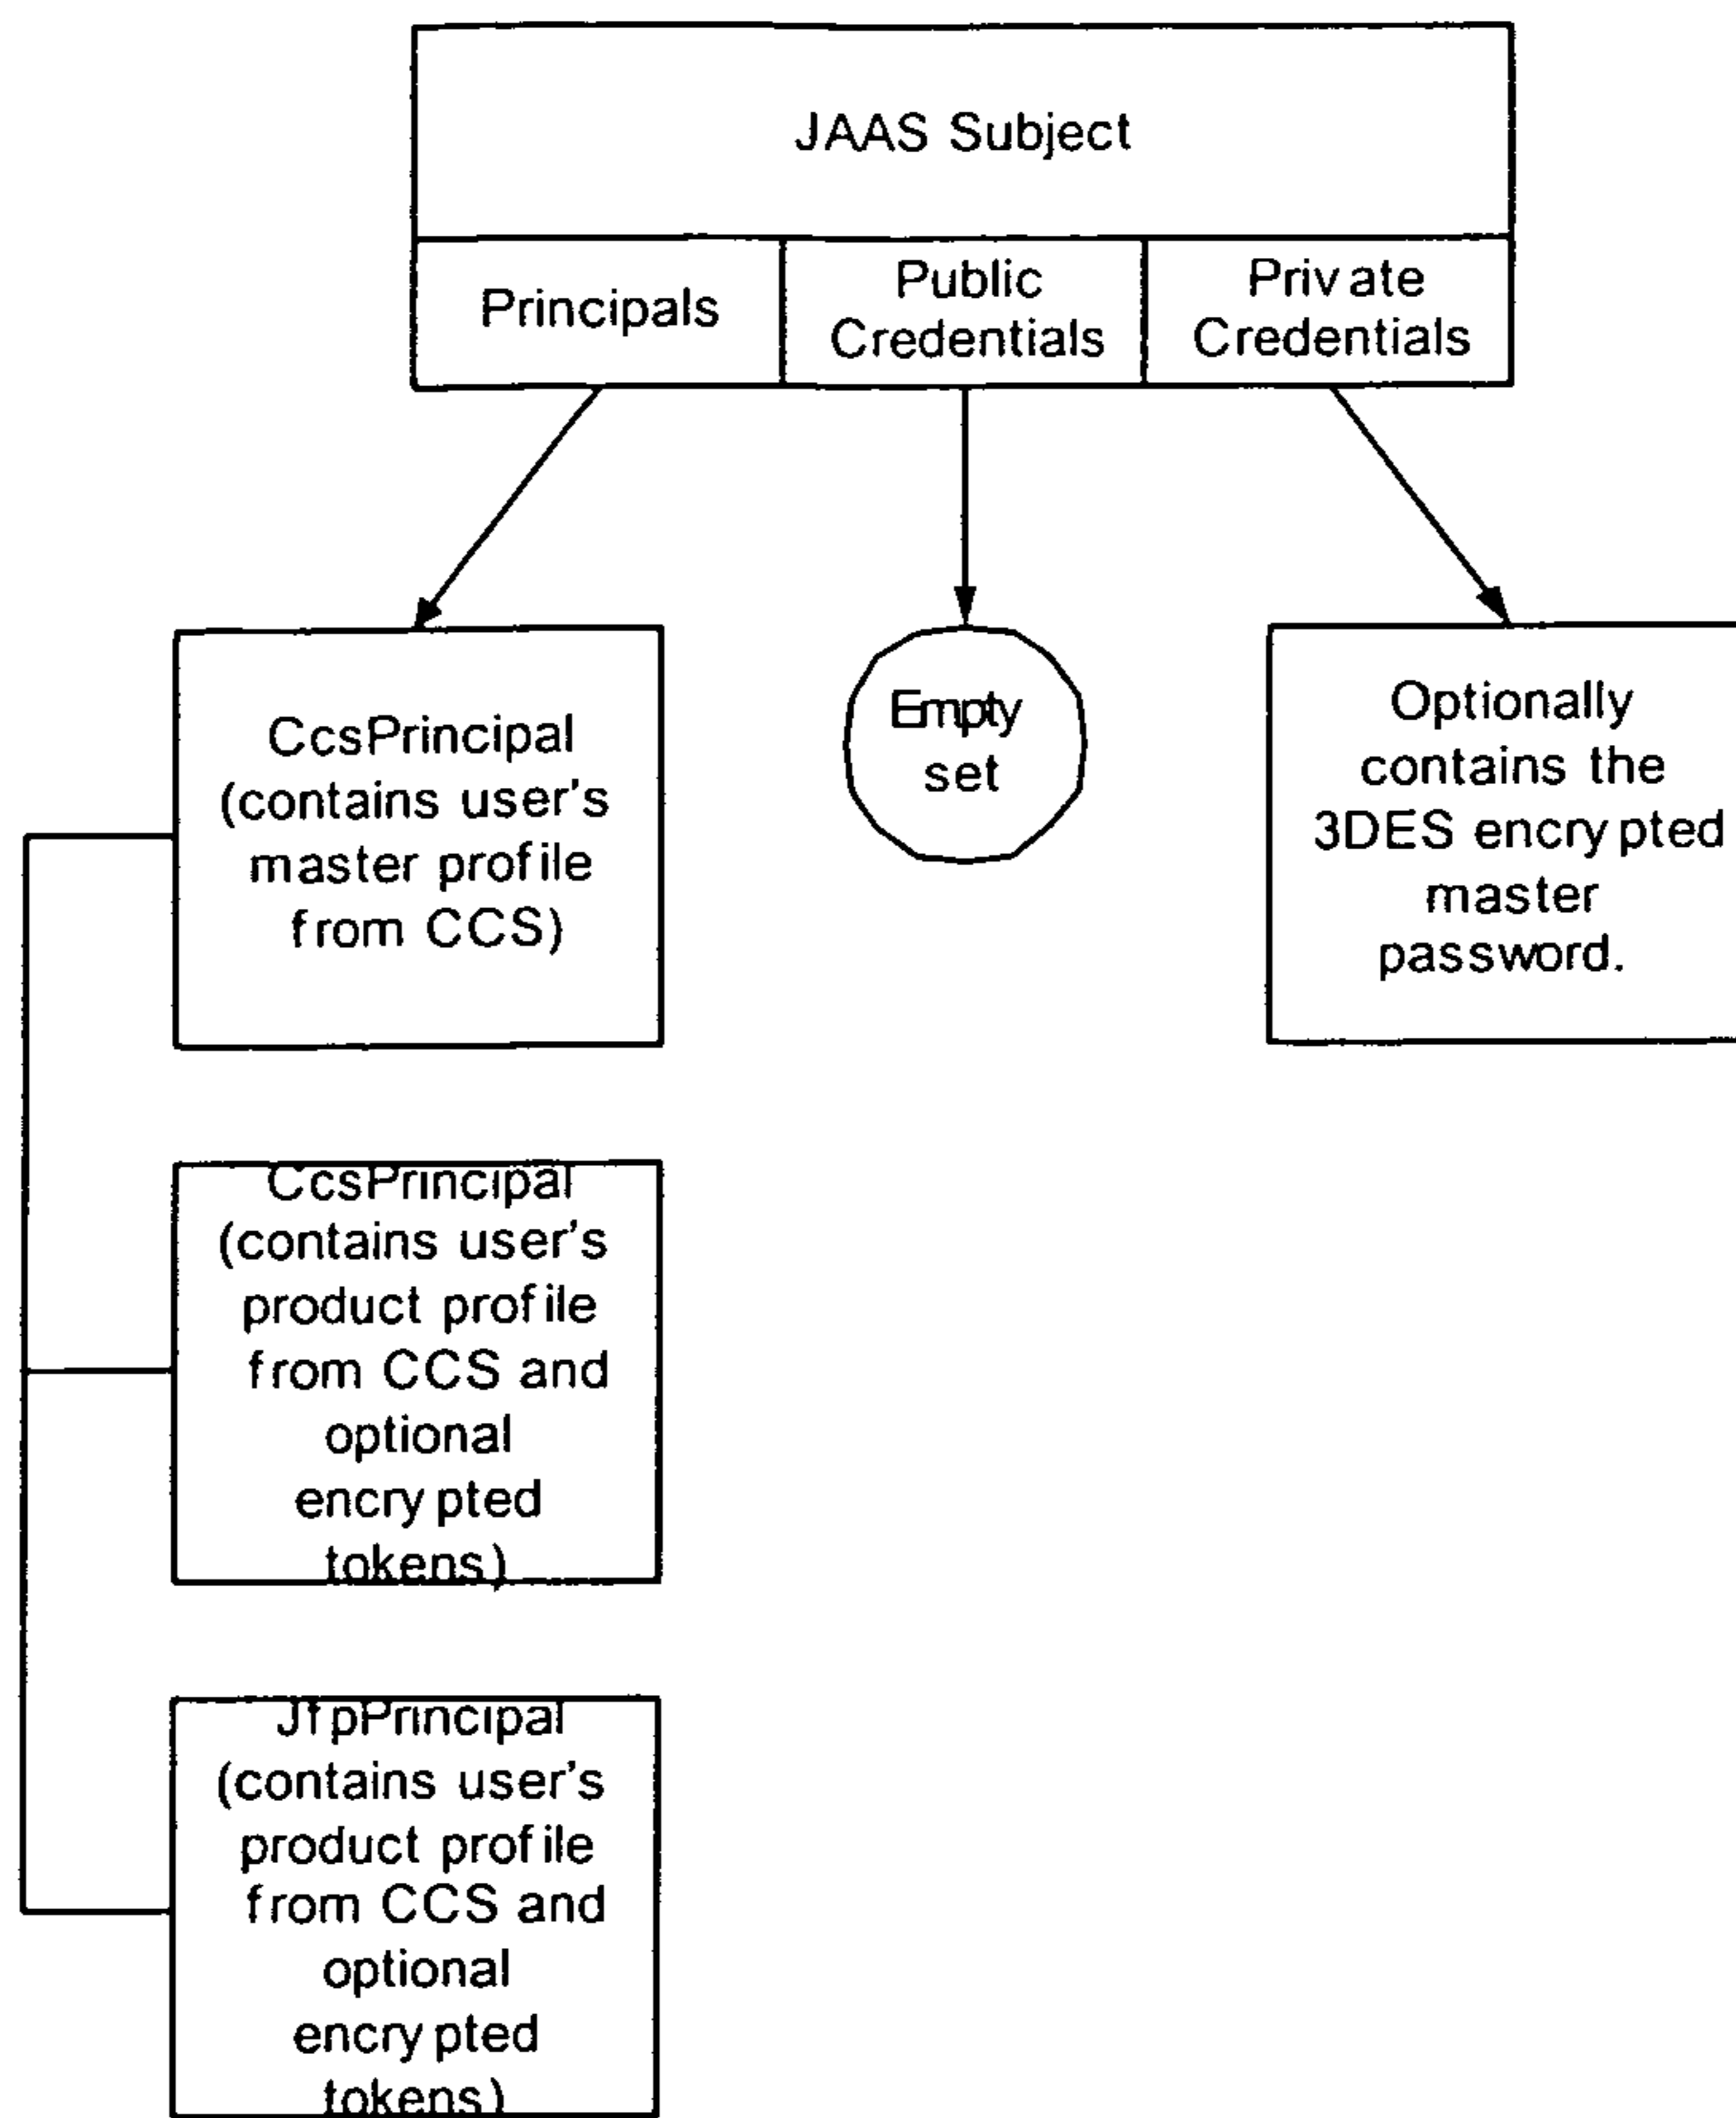 JAAS Subject
Principals
Public
Credentials
Private
Credentials
CcsPrincipal
(contains user's
master profile
from CCS)
Empty
set
Optionally
contains the
3DES encrypted
master
password.
CcsPrincipal
(contains user's
product profile
from CCS and
optional
encrypted
tokens)
JfpPrincipal
(contains user's
product profile
from CCS and
optional
encrypted
tokens)